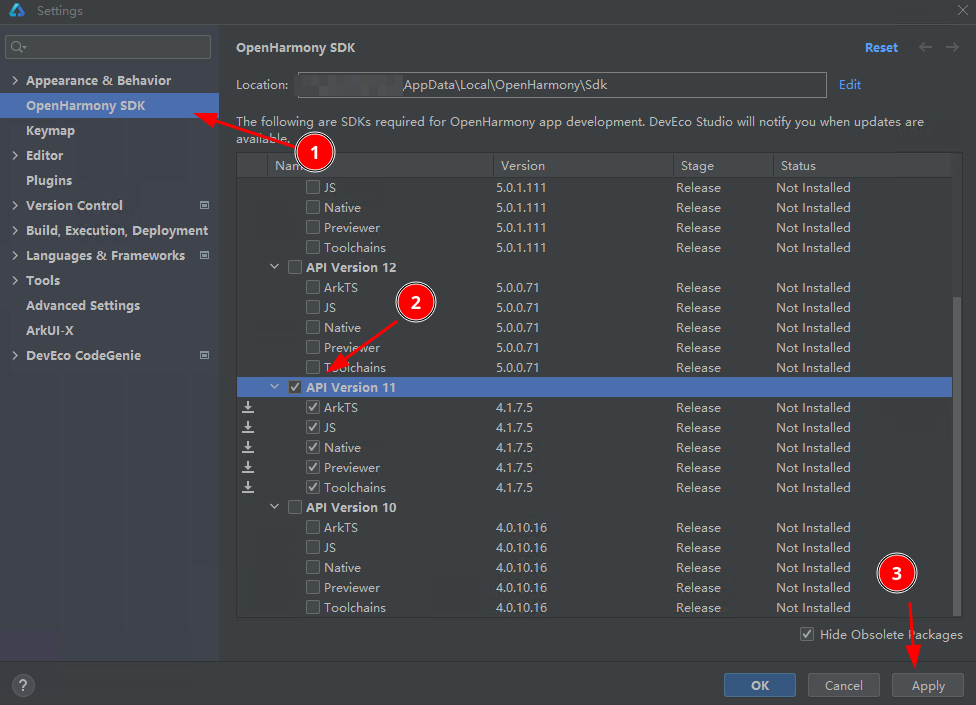 Settings
OpenHarmony SDK
Reset
Appearance & Behavior
OpenHarmony SDK
Keymap
Editor
Plugins
Version Control
Build, Execution, Deployment
Languages & Frameworks
Tools
Advanced Settings
ArkUI-X
DevEco CodeGenie
Location: AppData\Local\OpenHarmony\Sdk Edit
The following are SDKs required for OpenHarmony app development. DevEco Studio will notify you when updates are
available.
1
Version Stage Status
JS 5.0.1.111 Release Not Installed
Native 5.0.1.111 Release Not Installed
Previewer 5.0.1.111 Release Not Installed
Toolchains 5.0.1.111 Release Not Installed
API Version 12
ArkTS 5.0.0.71 Release Not Installed
2
JS 5.0.0.71 Release Not Installed
Native 5.0.0.71 Release Not Installed
Previewer 5.0.0.71 Release Not Installed
Toolchains 5.0.0.71 Release Not Installed
API Version 11
ArkTS 4.1.7.5 Release Not Installed
JS 4.1.7.5 Release Not Installed
Native 4.1.7.5 Release Not Installed
Previewer 4.1.7.5 Release Not Installed
Toolchains 4.1.7.5 Release Not Installed
API Version 10
ArkTS 4.0.10.16 Release Not Installed
JS 4.0.10.16 Release Not Installed
Native 4.0.10.16 Release Not Installed
3
Previewer 4.0.10.16 Release Not Installed
Toolchains 4.0.10.16 Release Not Installed
Hide Obsolete Packages
?
OK
Cancel
Apply